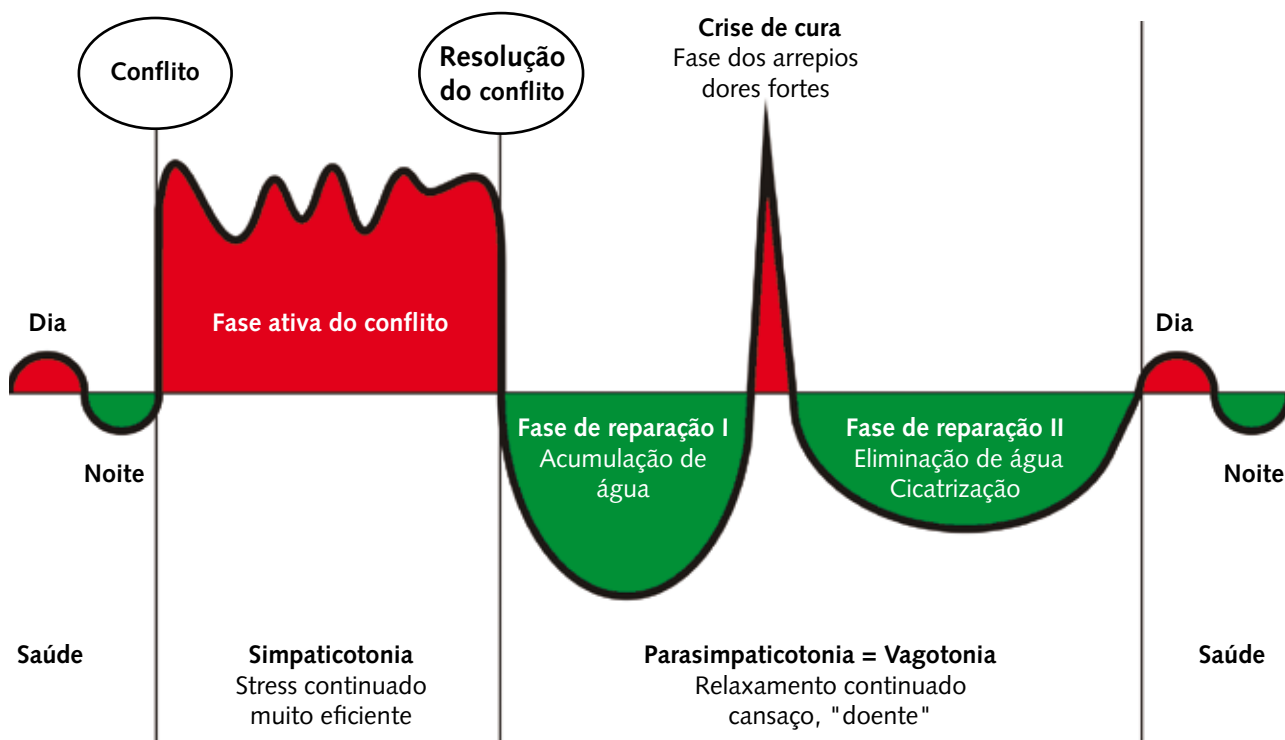 Conflito
Resolução
do conflito
Crise de cura
Fase dos arrepios
dores fortes
Dia
Fase ativa do conflito
Dia
Noite
Fase de reparação I
Acumulação de
água
Fase de reparação II
Eliminação de água
Cicatrização
Noite
Saúde
Simpaticotonia
Stress continuado
muito eficiente
Parasimpaticotonia = Vagotonia
Relaxamento continuado
cansaço, "doente"
Saúde